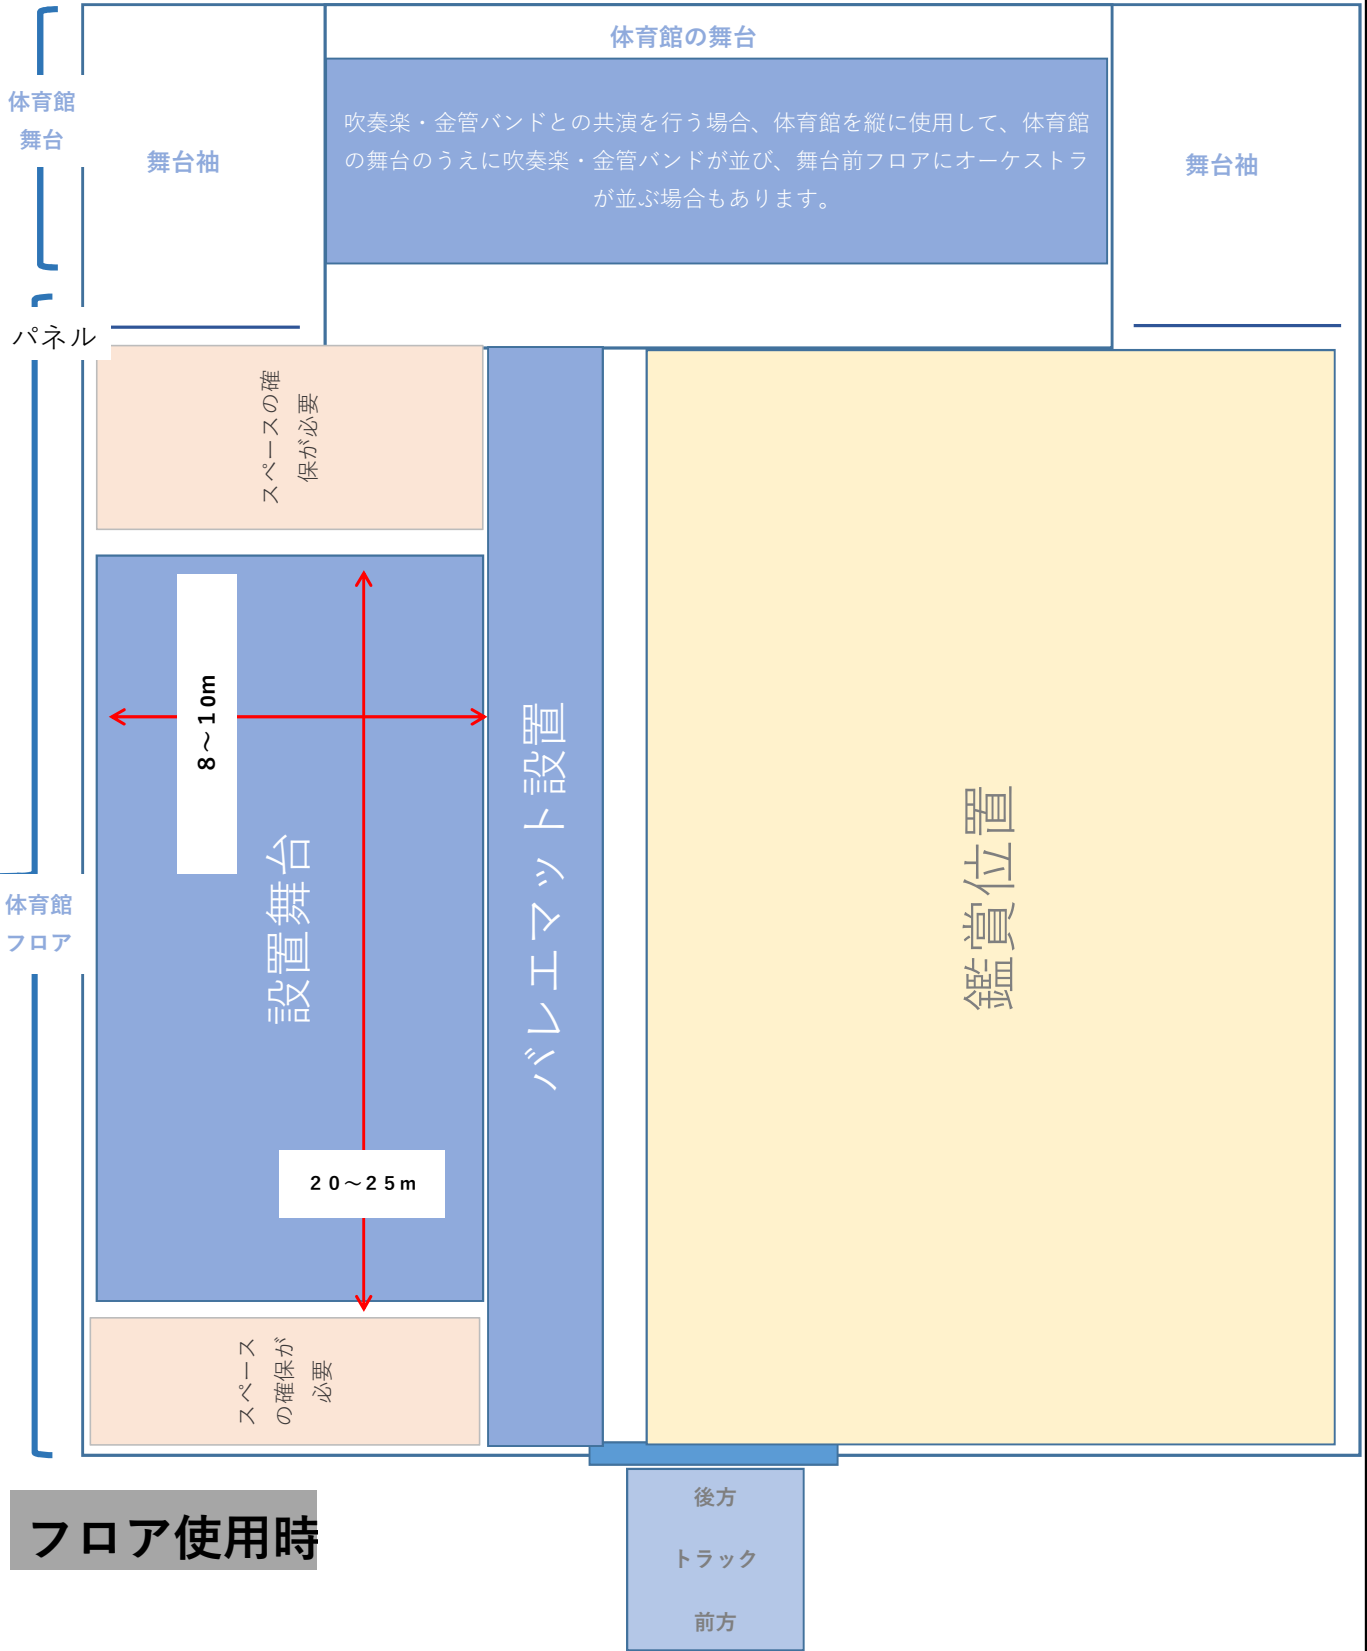 体育館の舞台
体育館
舞台
吹奏楽・金管バンドとの共演を行う場合、体育館を縦に使用して、体育館
の舞台のうえに吹奏楽・金管バンドが並び、舞台前フロアにオーケストラ
が並ぶ場合もあります。
舞台袖
舞台袖
パネル
スペースの確
保が必要
8～10m
設置舞台
バレエマット設置
鑑賞位置
体育館
フロア
２０～２５ｍ
スペース
の確保が
必要
フロア使用時
後方
トラック
前方